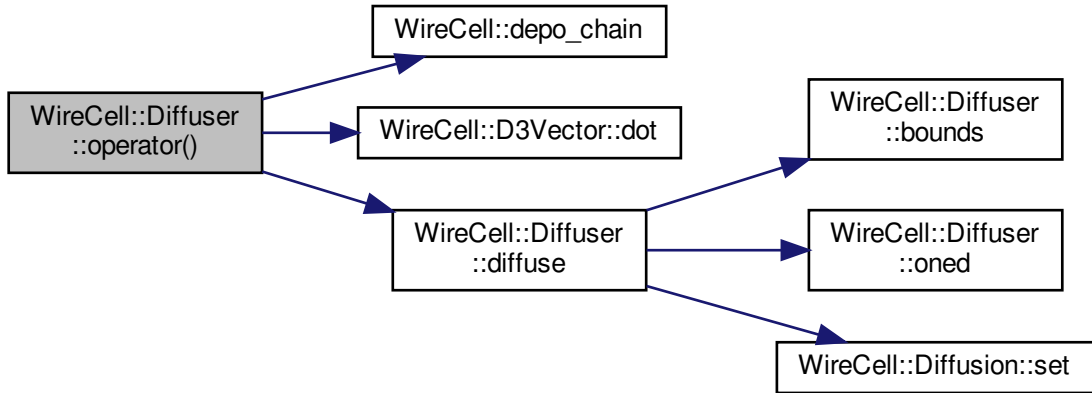 WireCell::Diffuser
::operator()
WireCell::depo_chain
WireCell::D3Vector::dot
WireCell::Diffuser
::diffuse
WireCell::Diffuser
::bounds
WireCell::Diffuser
::oned
WireCell::Diffusion::set